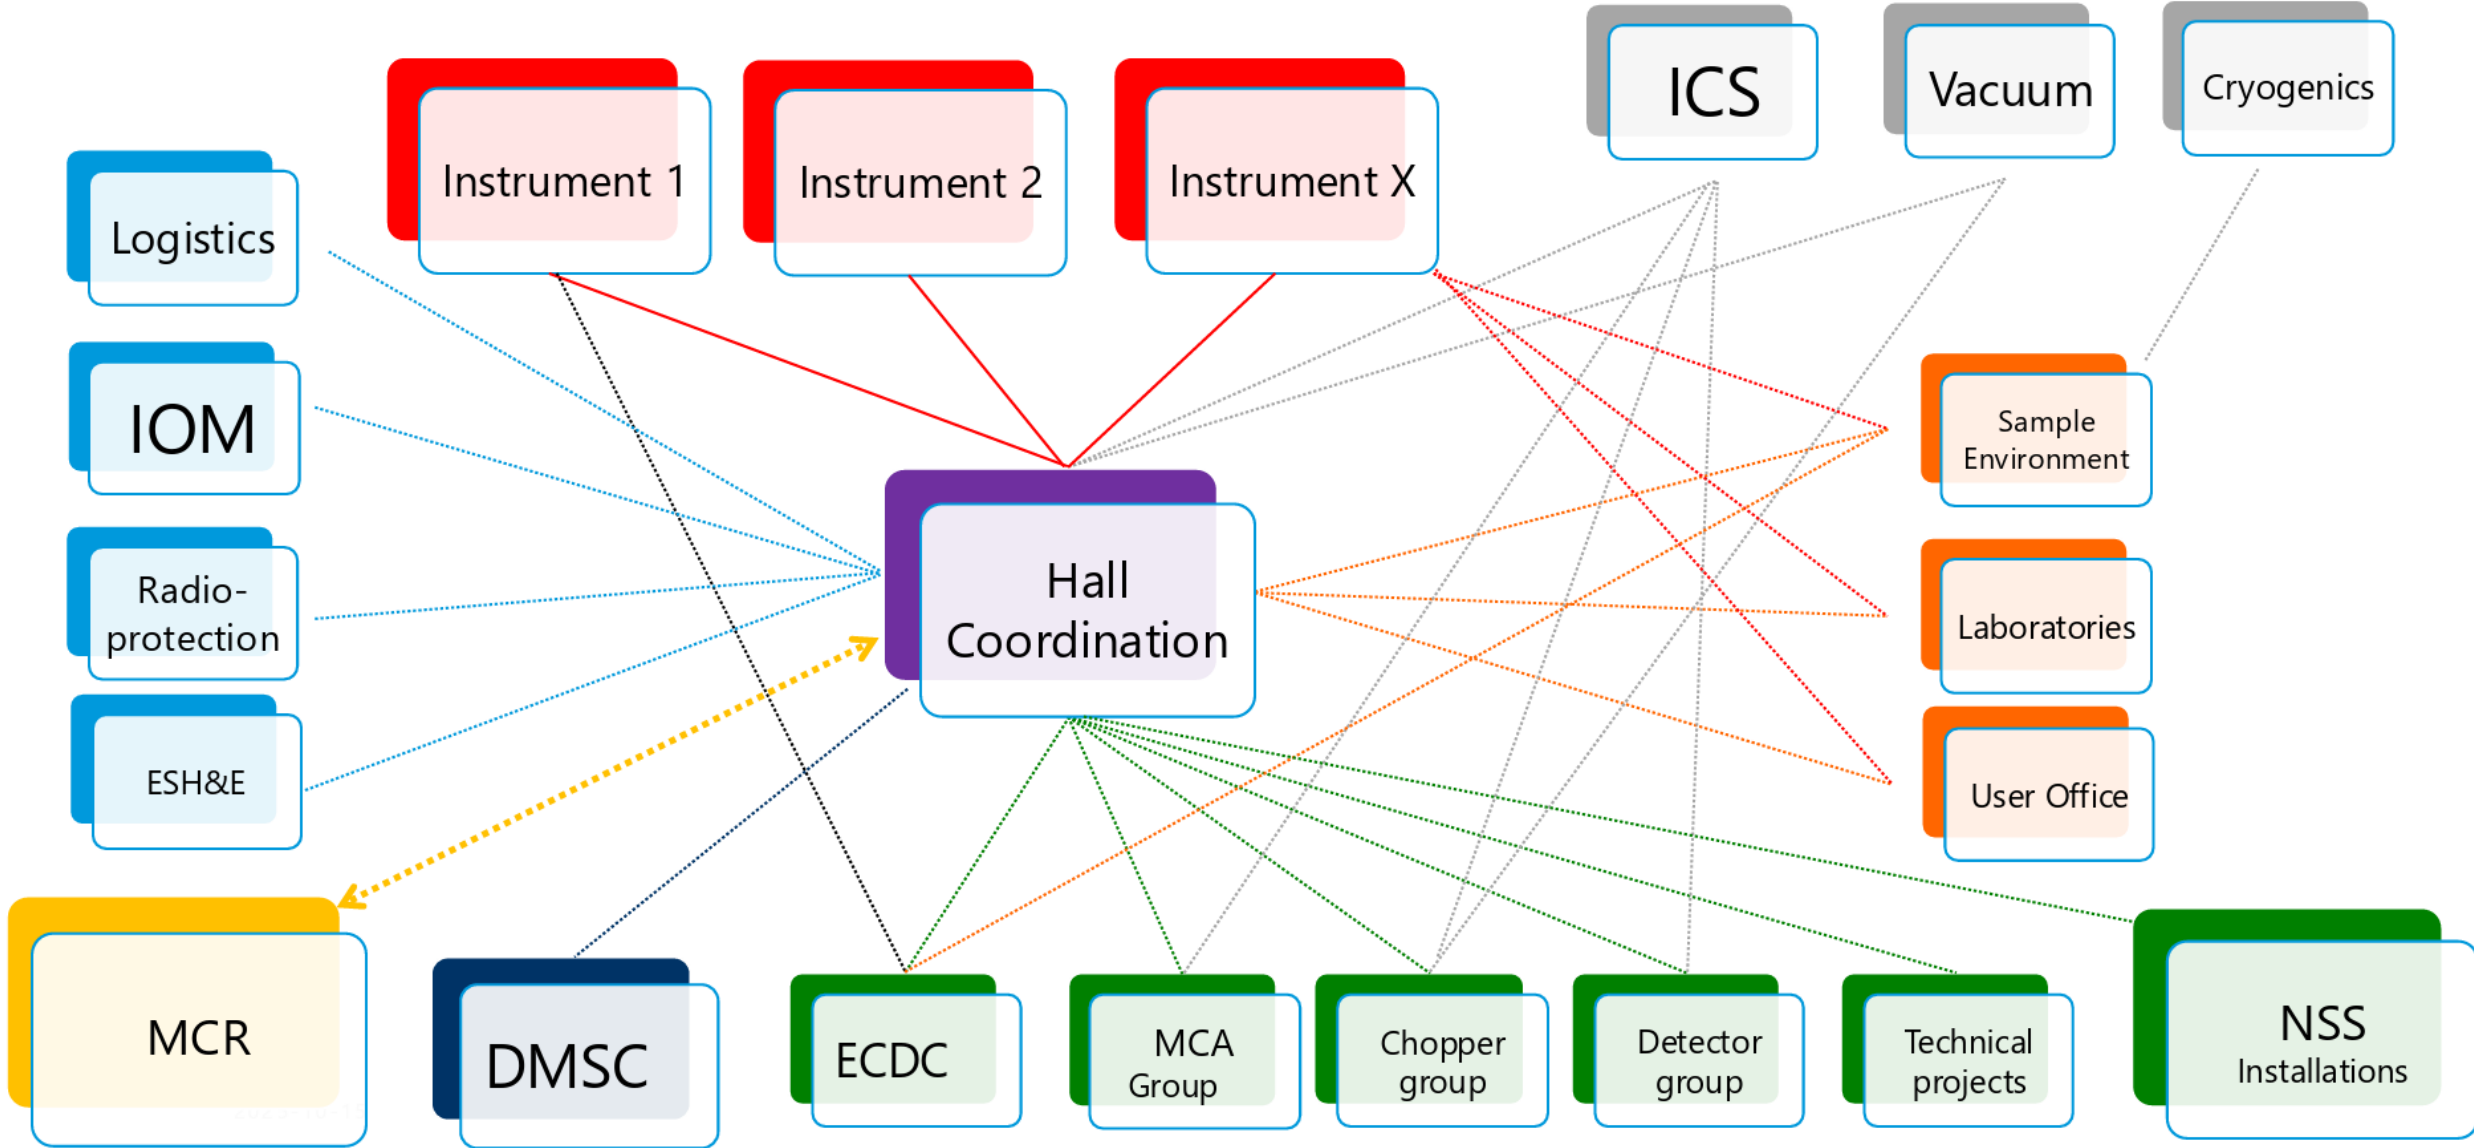 ICS
Vacuum
Cryogenics
Instrument 1
Instrument 2
Instrument X
Logistics
IOM
Sample
Environment
Radio-
protection
Hall
Coordination
Laboratories
ESH&E
User Office
MCR
DMSC
ECDC
MCA
Group
Chopper
group
Detector
group
Technical
projects
NSS
Installations